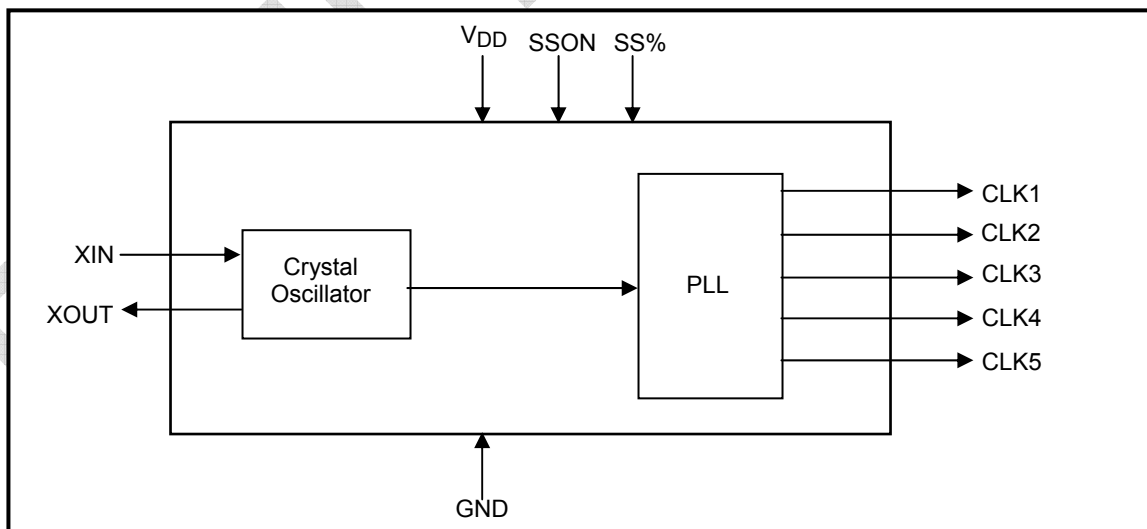 VDD SSON SS%
CLK1
CLK2
XIN
Crystal
Oscillator
PLL
CLK3
XOUT
CLK4
CLK5
GND